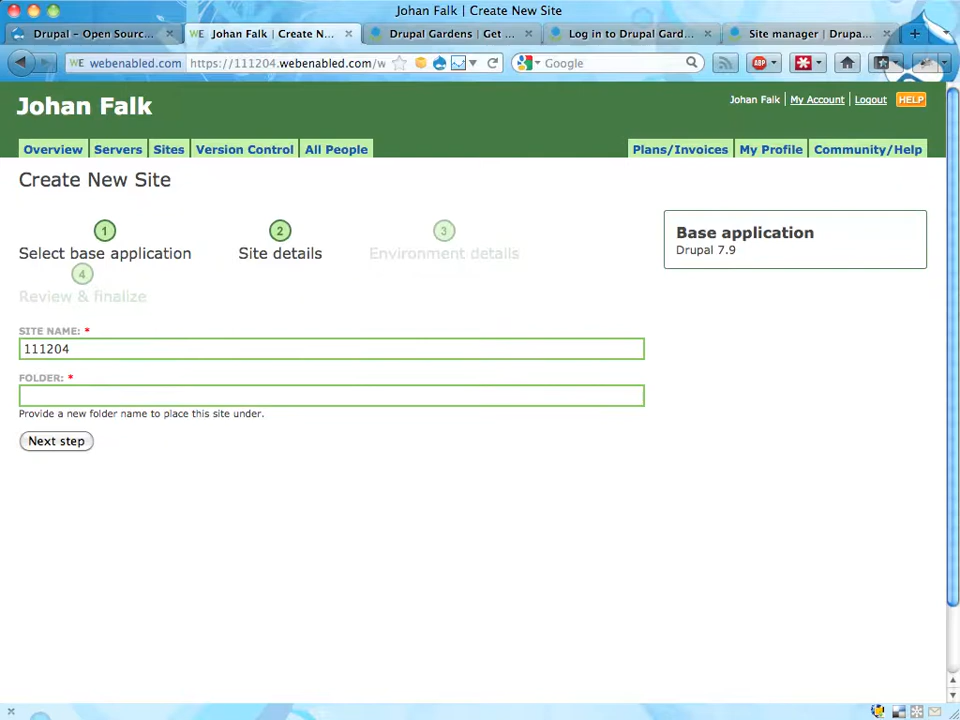 Johan Falk | Create New Site
Drupal - Open Sourc...
WE Johan Falk | Create N...
Drupal Gardens | Get ...
Log in to Drupal Gard...
Site manager | Drupa...
WE webenabled.com https://111204.webenabled.com/w
Google
ABP
Johan Falk
Johan Falk | My Account | Logout HELP
Overview Servers Sites Version Control All People
Plans/Invoices My Profile Community/Help
Create New Site
1 2 3
Select base application Site details Environment details
4
Review & finalize
Base application
Drupal 7.9
SITE NAME: *
111204
FOLDER: *
Provide a new folder name to place this site under.
Next step